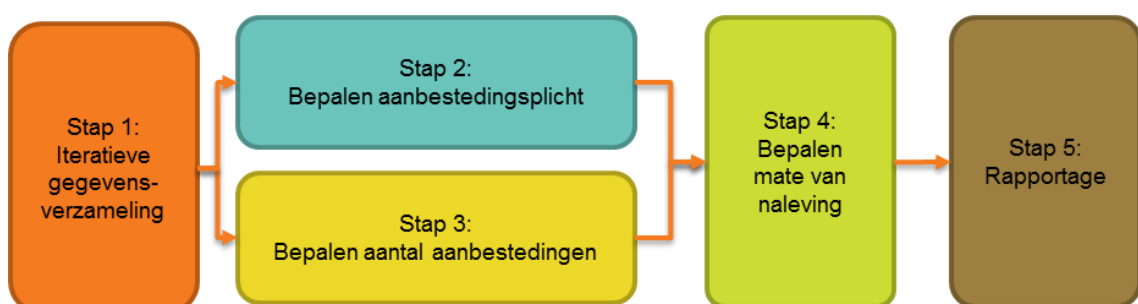 Stap 1:
Iteratieve
gegevens-
verzameling
Stap 2:
Bepalen aanbestedingsplicht
Stap 3:
Bepalen aantal aanbestedingen
Stap 4:
Bepalen
mate van
naleving
Stap 5:
Rapportage